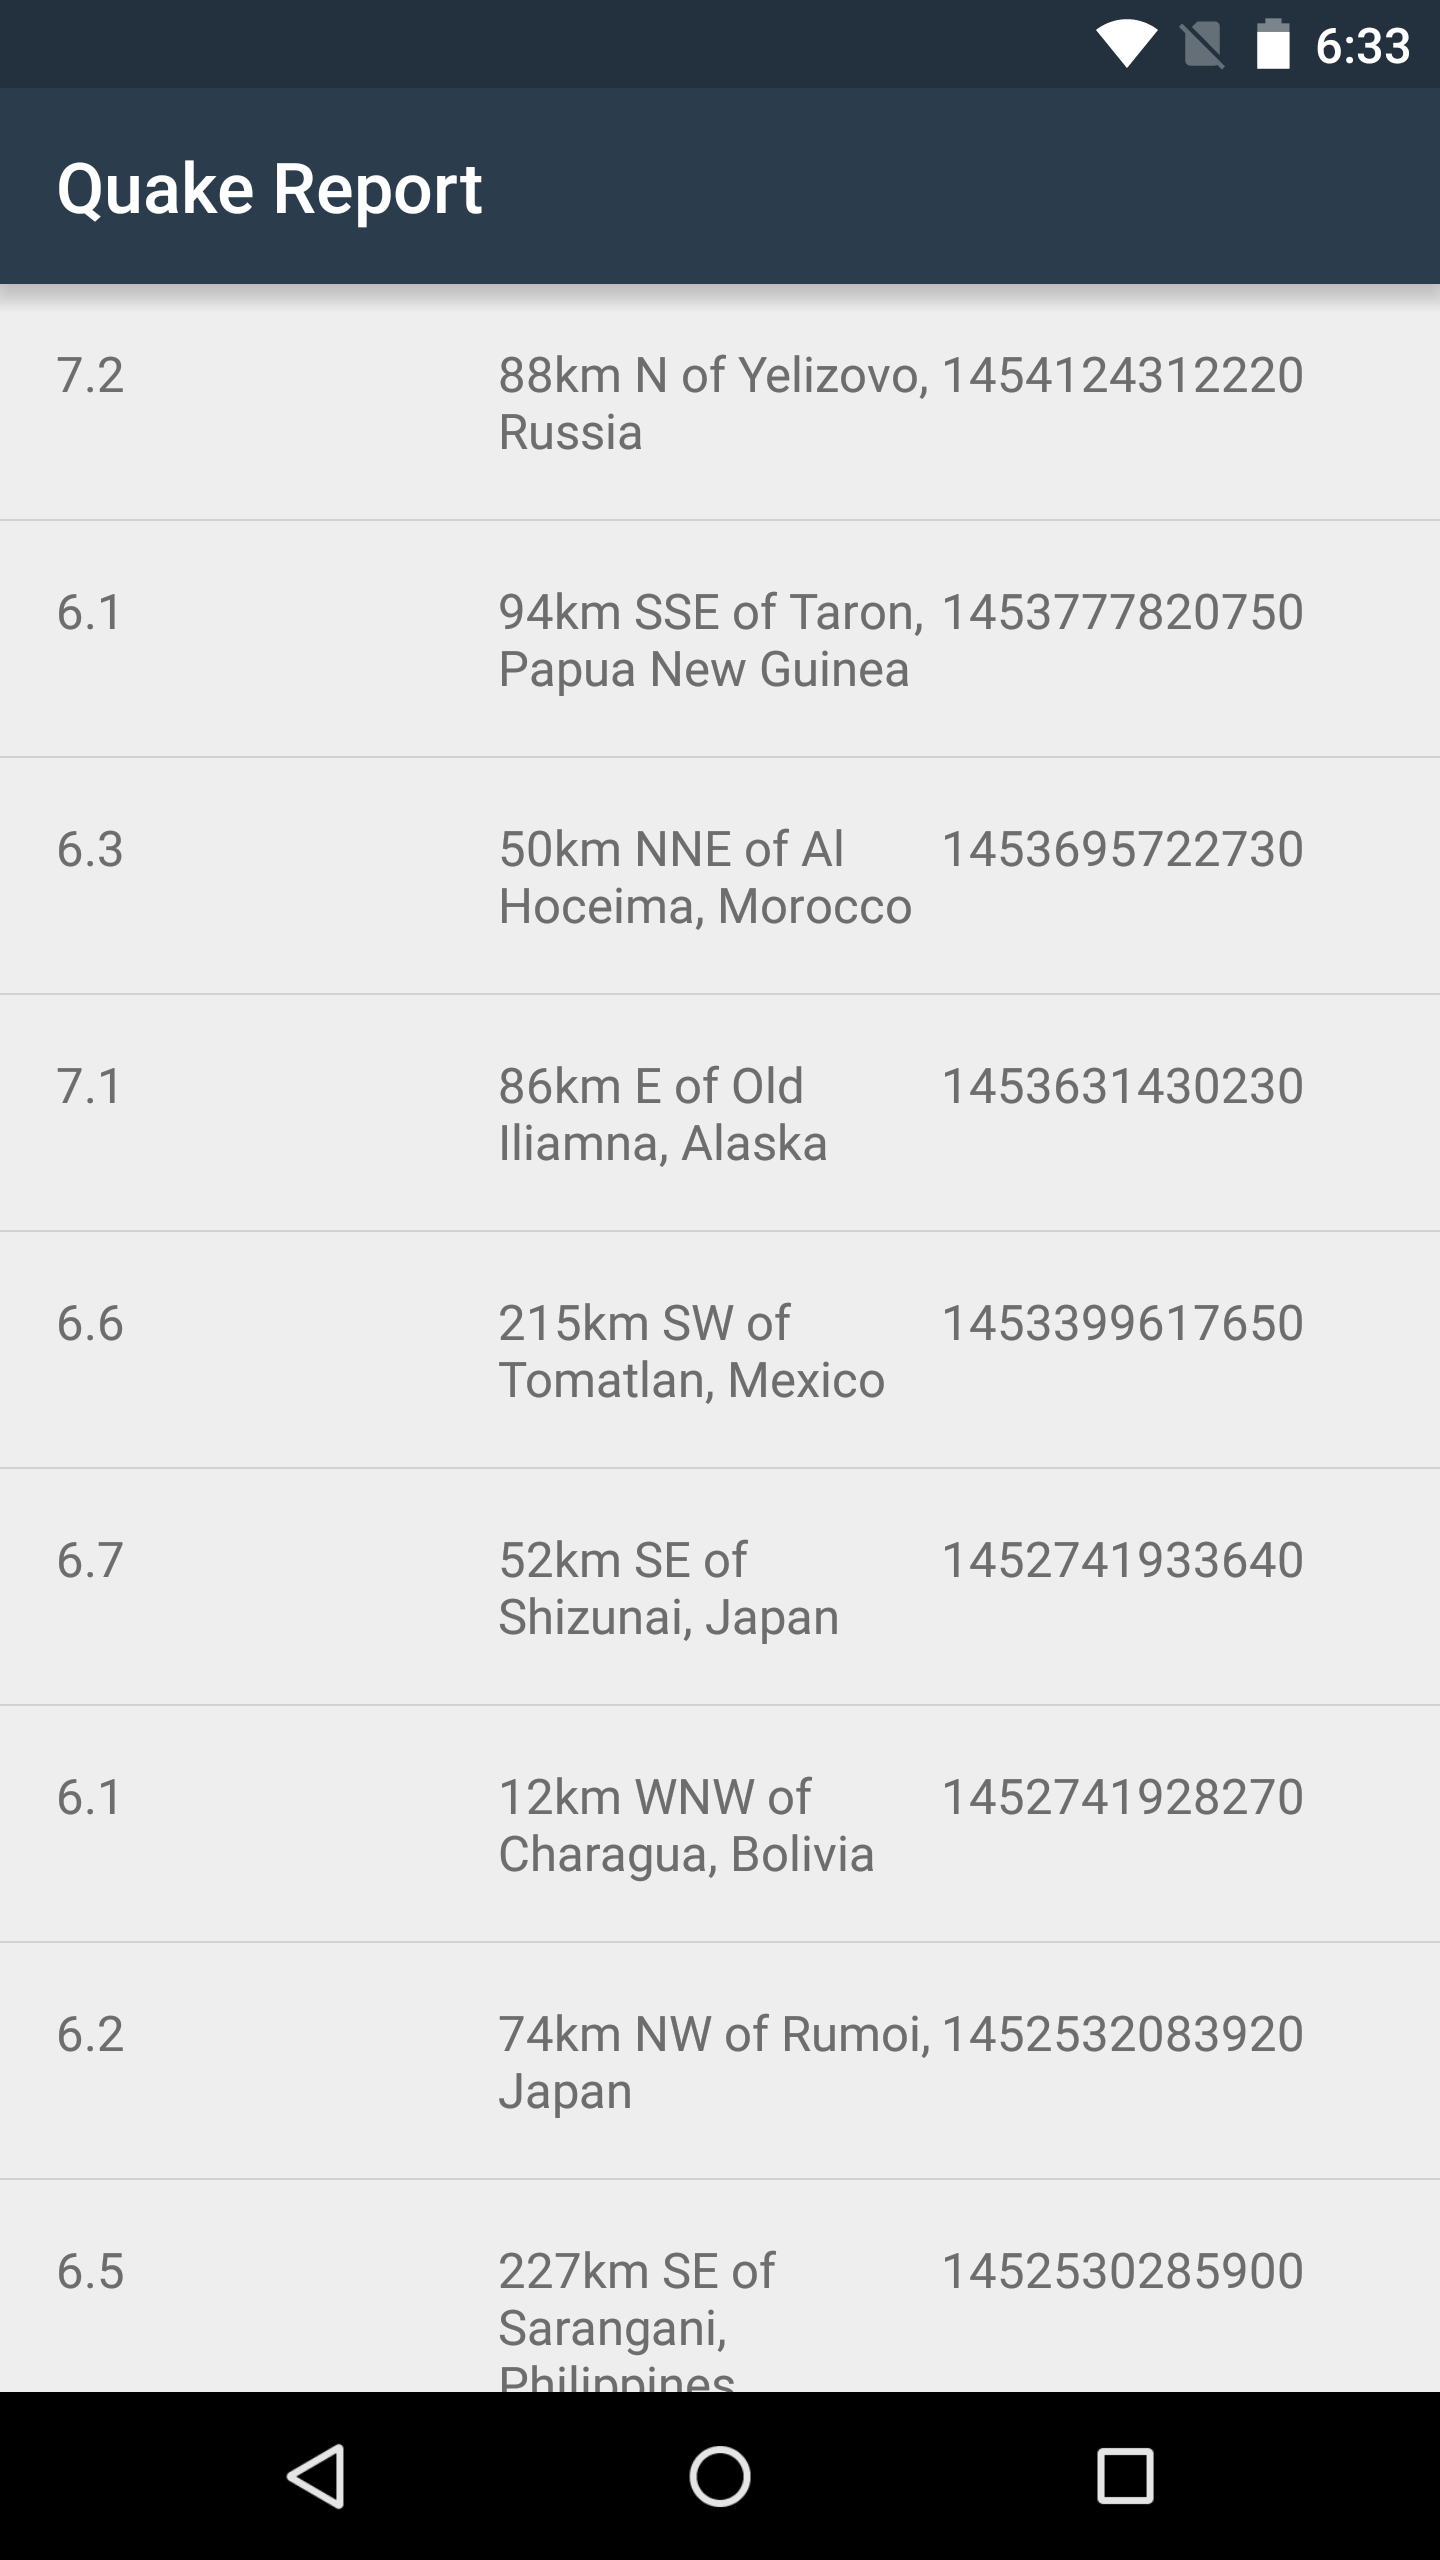 6:33
Quake Report
7.2 88km N of Yelizovo, 1454124312220
Russia
6.1 94km SSE of Taron, 1453777820750
Papua New Guinea
6.3 50km NNE of Al 1453695722730
Hoceima, Morocco
7.1 86km E of Old 1453631430230
Iliamna, Alaska
6.6 215km SW of 1453399617650
Tomatlan, Mexico
6.7 52km SE of 1452741933640
Shizunai, Japan
6.1 12km WNW of 1452741928270
Charagua, Bolivia
6.2 74km NW of Rumoi, 1452532083920
Japan
6.5 227km SE of 1452530285900
Sarangani,
Philippines